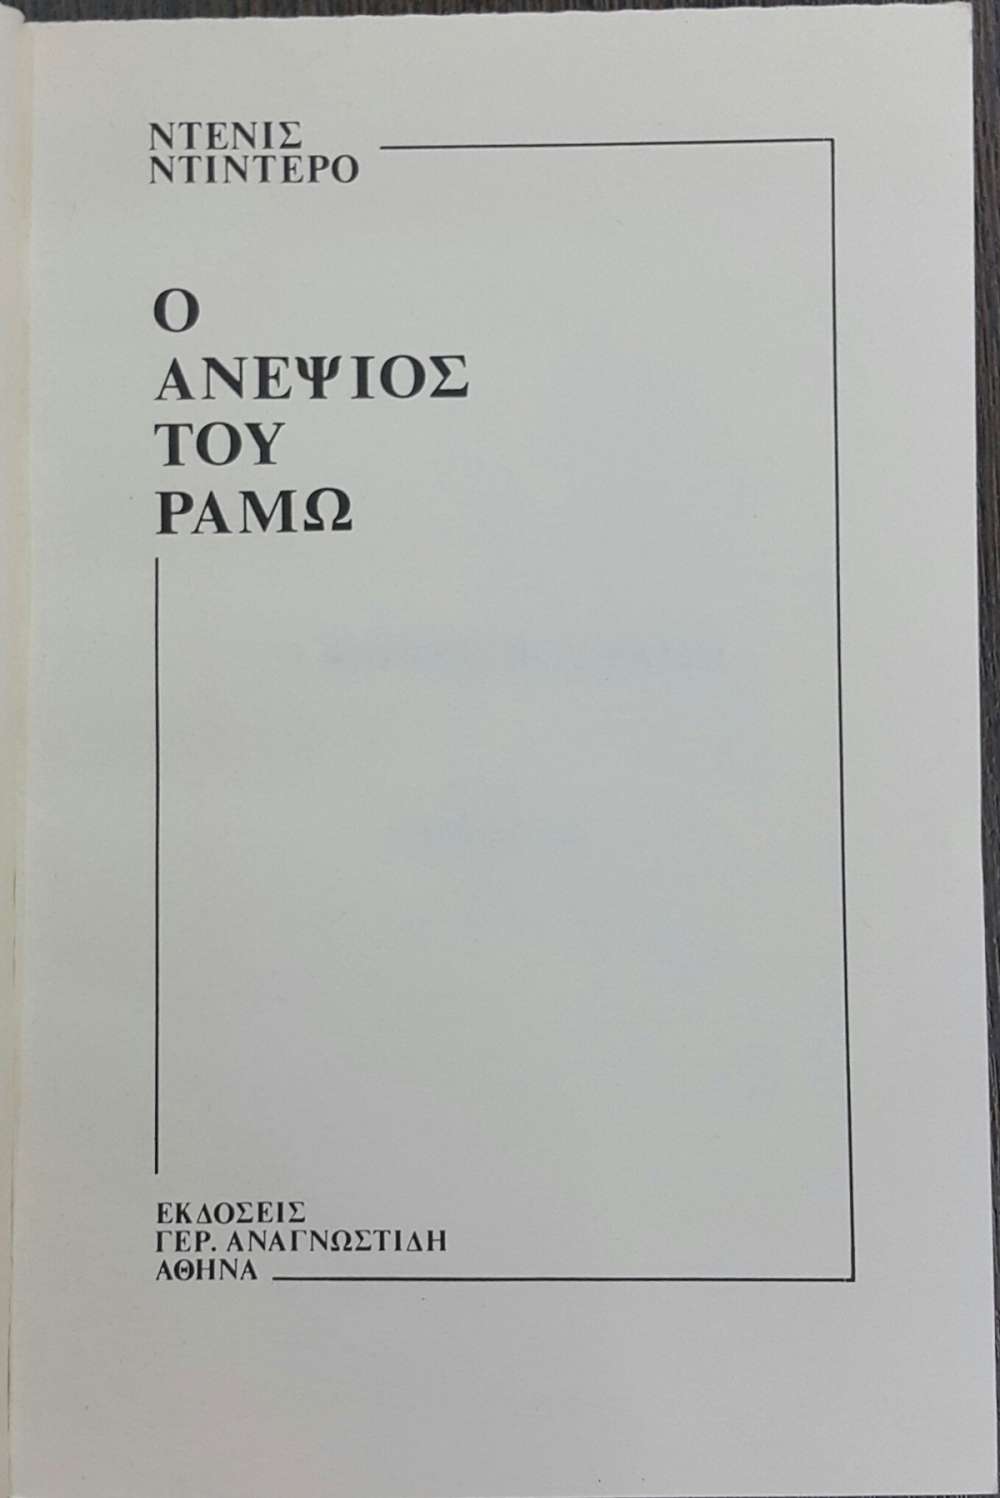 ΝΤΕΝΙΣ
ΝΤΙΝΤΕΡΟ
Ο
ΑΝΕΨΙΟΣ
ΤΟΥ
ΡΑΜΩ
ΕΚΔΟΣΕΙΣ
ΓΕΡ. ΑΝΑΓΝΩΣΤΙΔΗ
ΑΘΗΝΑ